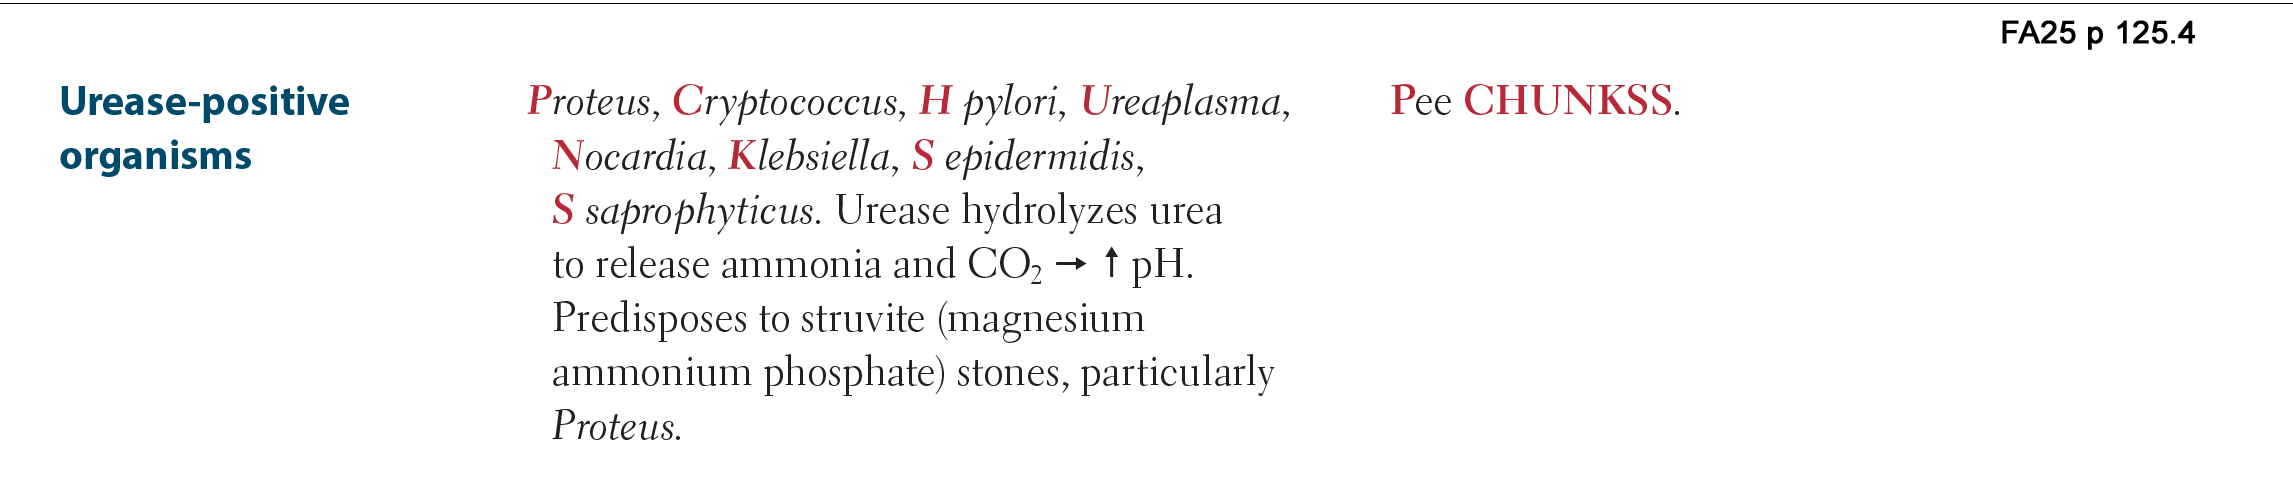 FA25 p 125.4
Urease-positive
organisms
Proteus, Cryptococcus, H pylori, Ureaplasma,
Nocardia, Klebsiella, S epidermidis,
S saprophyticus. Urease hydrolyzes urea
to release ammonia and CO₂ → ↑ pH.
Predisposes to struvite (magnesium
ammonium phosphate) stones, particularly
Proteus.
Pee CHUNKSS.